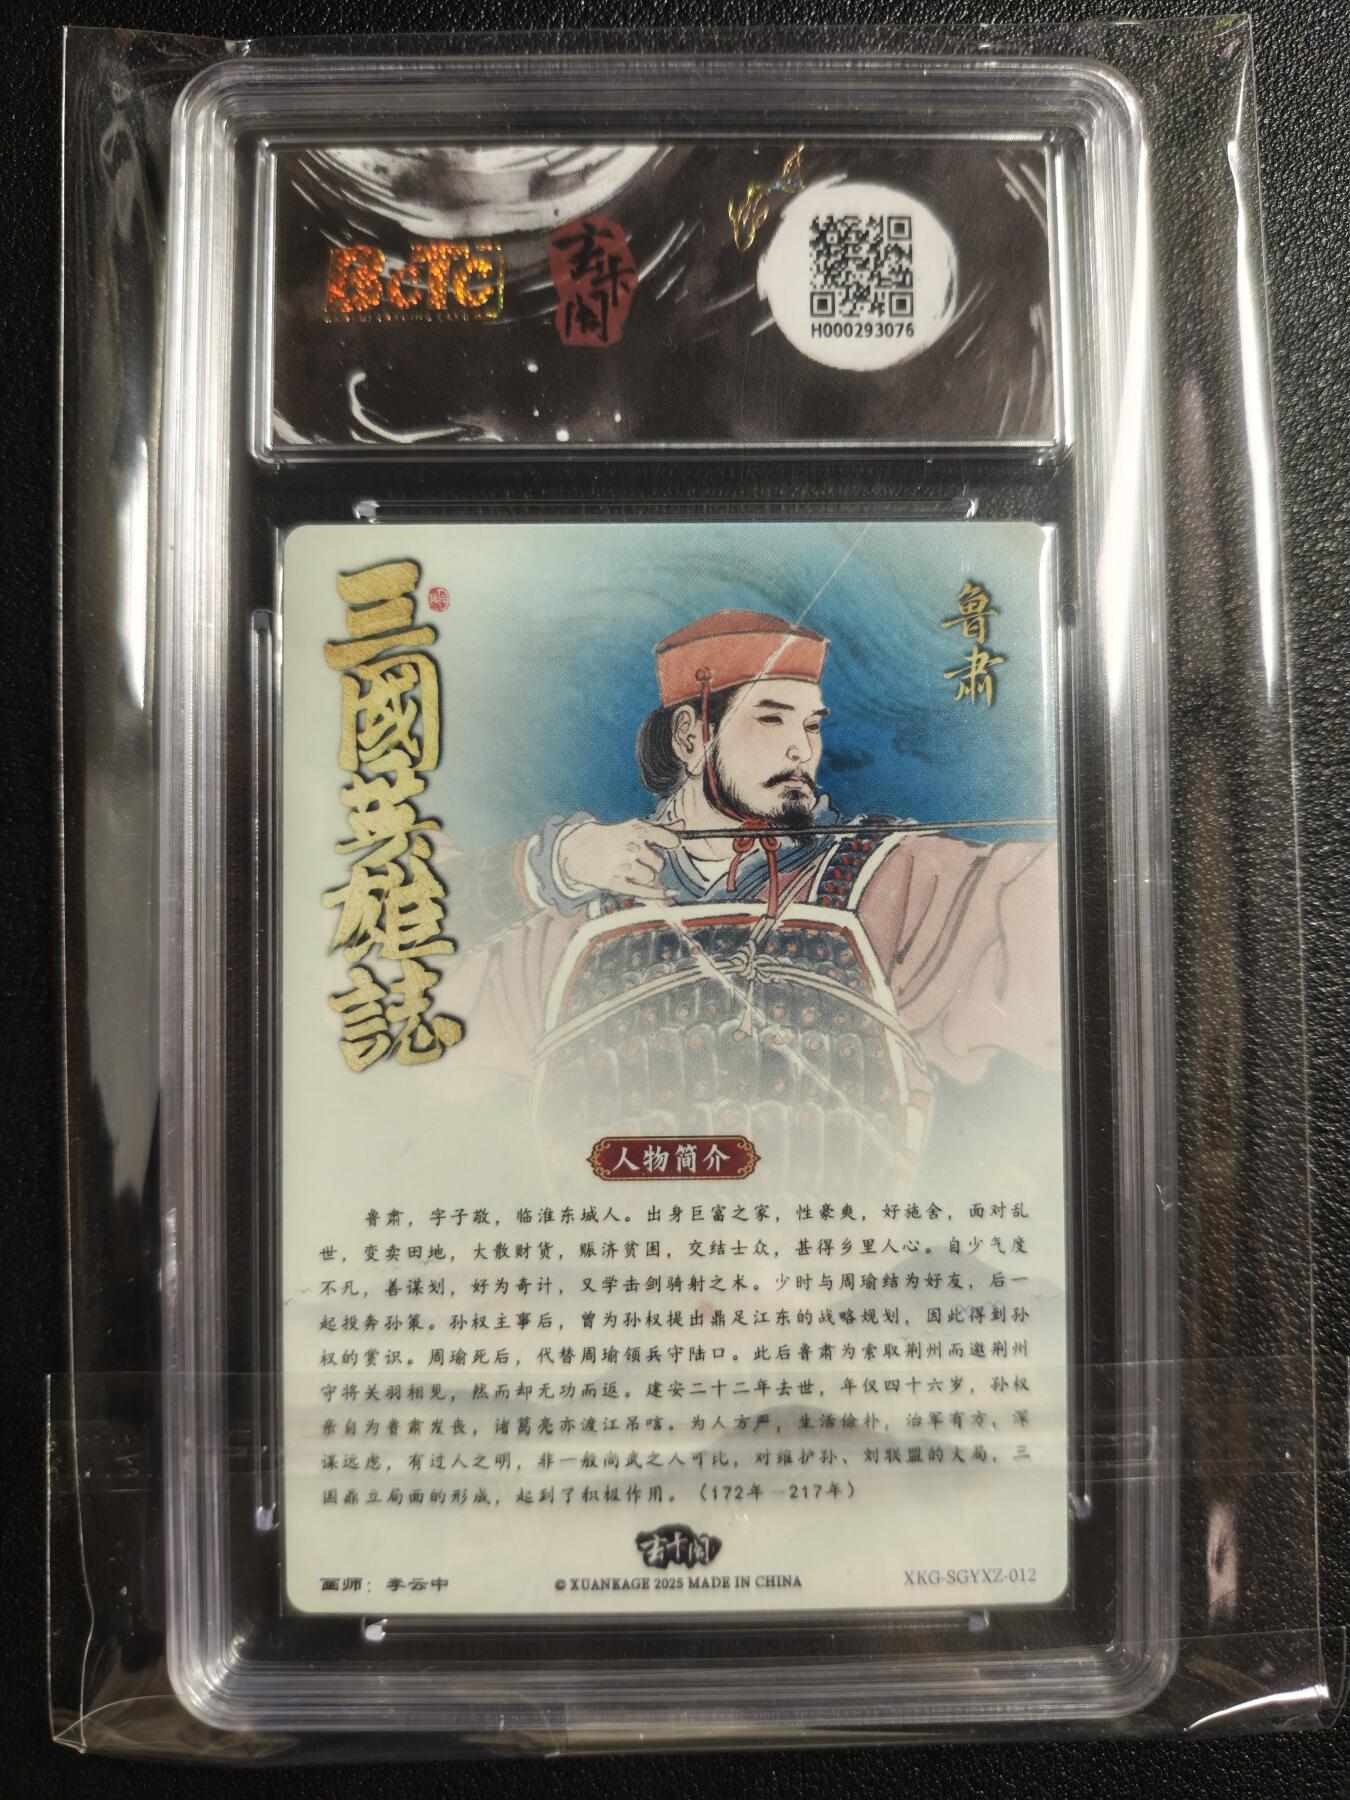 BCTC
玄卡阁
H000293076
三國英雄誌
鲁肃
人物简介
鲁肃，字子敬，临淮东城人。出身巨富之家，性豪爽，好施舍，面对乱
世，变卖田地，大散财货，赈济贫困，交结士众，甚得乡里人心。自少气度
不凡，善谋划，好为奇计，又学击剑骑射之术。少时与周瑜结为好友，后一
起投奔孙策。孙权主事后，曾为孙权提出鼎足江东的战略规划，因此得到孙
权的赏识。周瑜死后，代替周瑜领兵守陆口。此后鲁肃为索取荆州而邀荆州
守将关羽相见，然而却无功而返。建安二十二年去世，年仅四十六岁，孙权
亲自为鲁肃发丧，诸葛亮亦渡江吊唁。为人方严，生活俭朴，治军有方，深
谋远虑，有过人之明，非一般尚武之人可比，对维护孙、刘联盟的大局，三
国鼎立局面的形成，起到了积极作用。（172年—217年）
玄卡阁
画师：李云中
© XUANKAGE 2025 MADE IN CHINA
XKG-SGYXZ-012